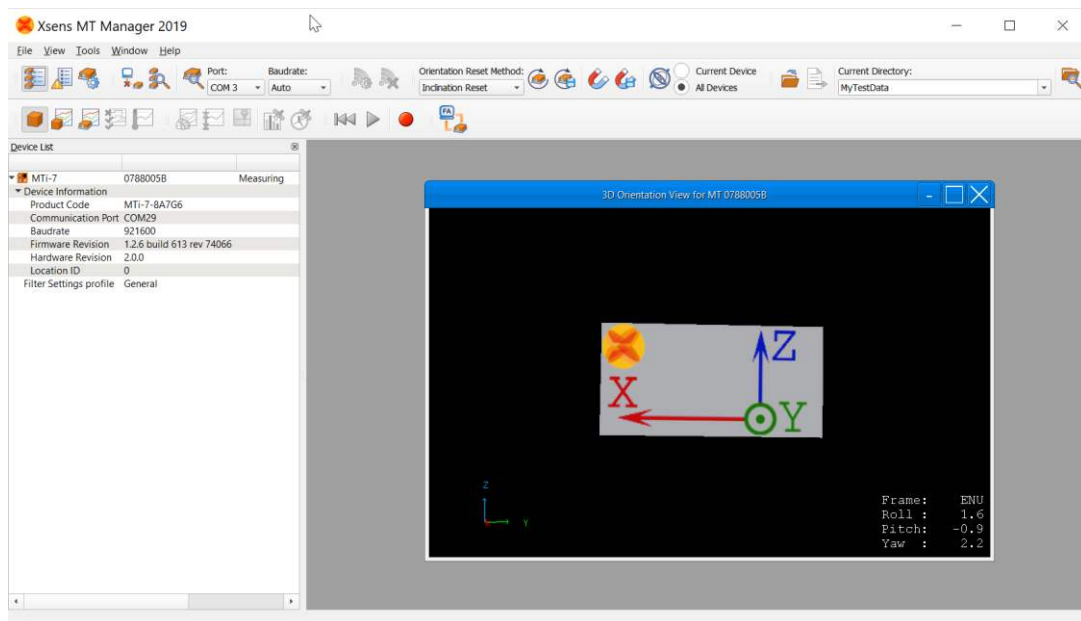 Xsens MT Manager 2019
File View Tools Window Help
Port: Baudrate: Orientation Reset Method: Current Device Current Directory:
COM 3 Auto Inclination Reset All Devices MyTestData
FA
Device List
MTi-7 0788005B Measuring
Device Information
Product Code MTi-7-8A7G6
Communication Port COM29
Baudrate 921600
Firmware Revision 1.2.6 build 613 rev 74066
Hardware Revision 2.0.0
Location ID 0
Filter Settings profile General
3D Orientation View for MT 0788005B
Z
X
Y
Z
Y
Frame: ENU
Roll : 1.6
Pitch: -0.9
Yaw : 2.2